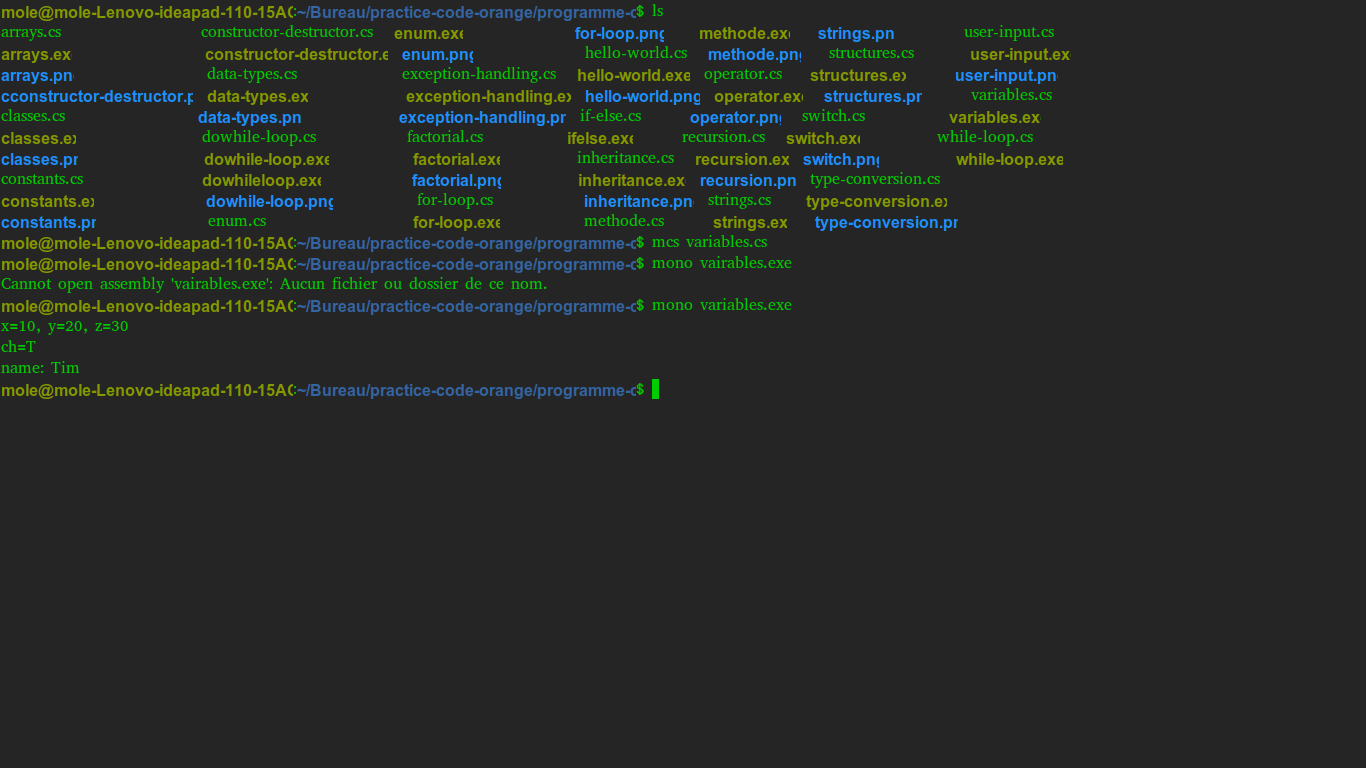 mole@mole-Lenovo-ideapad-110-15AC:~/Bureau/practice-code-orange/programme-c$ ls
arrays.cs constructor-destructor.cs enum.exe for-loop.png methode.exe strings.pn user-input.cs
arrays.ex constructor-destructor.e enum.png hello-world.cs methode.png structures.cs user-input.ex
arrays.pn data-types.cs exception-handling.cs hello-world.exe operator.cs structures.ex user-input.pn
cconstructor-destructor.p data-types.ex exception-handling.ex hello-world.png operator.exe structures.pr variables.cs
classes.cs data-types.pn exception-handling.pr if-else.cs operator.png switch.cs variables.ex
classes.ex dowhile-loop.cs factorial.cs ifelse.exe recursion.cs switch.exe while-loop.cs
classes.pr dowhile-loop.exe factorial.exe inheritance.cs recursion.ex switch.png while-loop.exe
constants.cs dowhileloop.exe factorial.png inheritance.ex recursion.pn type-conversion.cs
constants.ex dowhile-loop.png for-loop.cs inheritance.pn strings.cs type-conversion.ex
constants.pr enum.cs for-loop.exe methode.cs strings.ex type-conversion.pr
mole@mole-Lenovo-ideapad-110-15AC:~/Bureau/practice-code-orange/programme-c$ mcs variables.cs
mole@mole-Lenovo-ideapad-110-15AC:~/Bureau/practice-code-orange/programme-c$ mono vairables.exe
Cannot open assembly 'vairables.exe': Aucun fichier ou dossier de ce nom.
mole@mole-Lenovo-ideapad-110-15AC:~/Bureau/practice-code-orange/programme-c$ mono variables.exe
x=10, y=20, z=30
ch=T
name: Tim
mole@mole-Lenovo-ideapad-110-15AC:~/Bureau/practice-code-orange/programme-c$